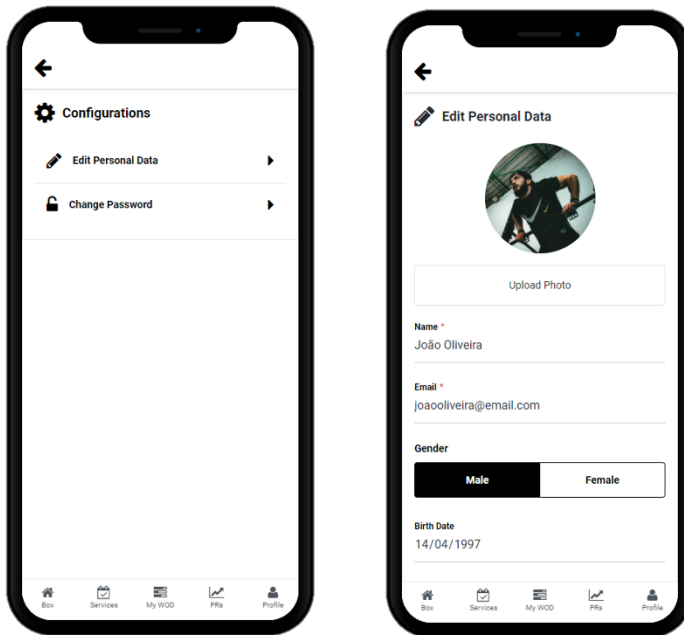 Configurations
Edit Personal Data
Change Password
Box Services My WOD PRs Profile
Edit Personal Data
Upload Photo
Name *
João Oliveira
Email *
joaooliveira@email.com
Gender
Male Female
Birth Date
14/04/1997
Box Services My WOD PRs Profile